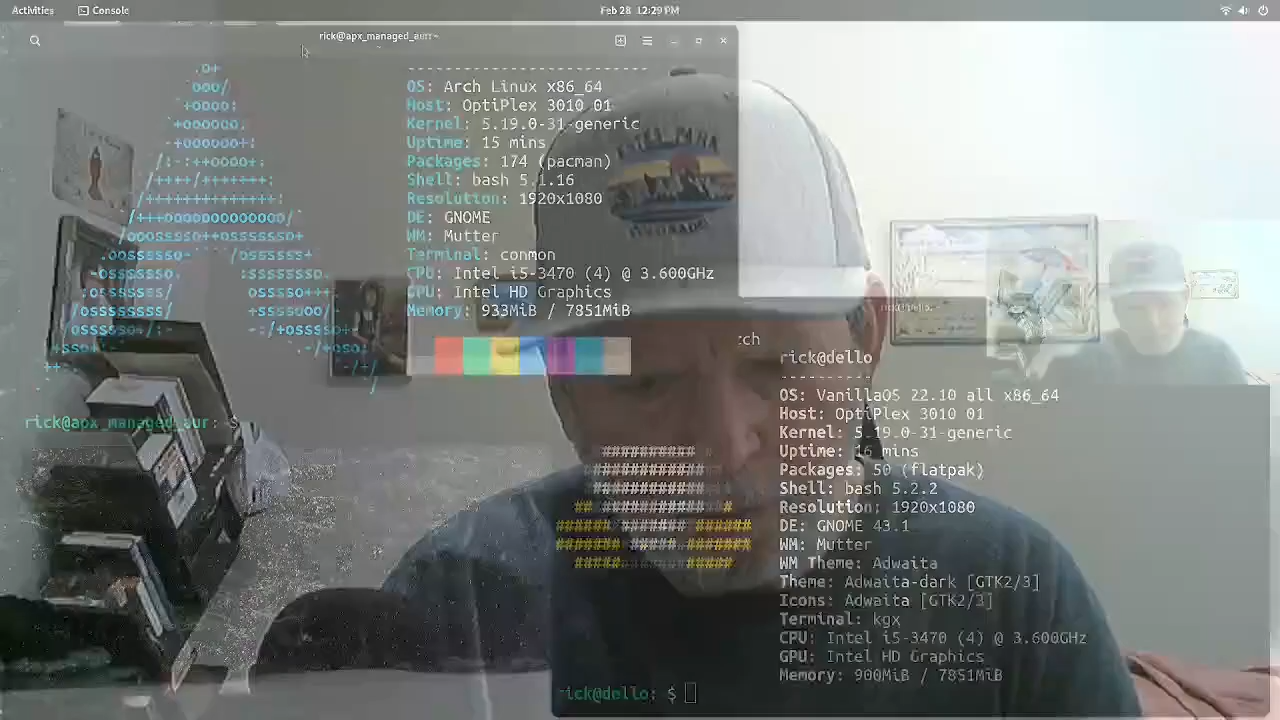 Activities
Console
Feb 28 12:29 PM
rick@apx_managed_aur:~
OS: Arch Linux x86_64
Host: OptiPlex 3010 01
Kernel: 5.19.0-31-generic
Uptime: 15 mins
Packages: 174 (pacman)
Shell: bash 5.1.16
Resolution: 1920x1080
DE: GNOME
WM: Mutter
Terminal: conmon
CPU: Intel i5-3470 (4) @ 3.600GHz
GPU: Intel HD Graphics
Memory: 933MiB / 7851MiB
rick@apx_managed_aur:~$
rick@dello:~
rick@dello
-----------
OS: VanillaOS 22.10 all x86_64
Host: OptiPlex 3010 01
Kernel: 5.19.0-31-generic
Uptime: 16 mins
Packages: 50 (flatpak)
Shell: bash 5.2.2
Resolution: 1920x1080
DE: GNOME 43.1
WM: Mutter
WM Theme: Adwaita
Theme: Adwaita-dark [GTK2/3]
Icons: Adwaita [GTK2/3]
Terminal: kgx
CPU: Intel i5-3470 (4) @ 3.600GHz
GPU: Intel HD Graphics
Memory: 900MiB / 7851MiB
rick@dello: $